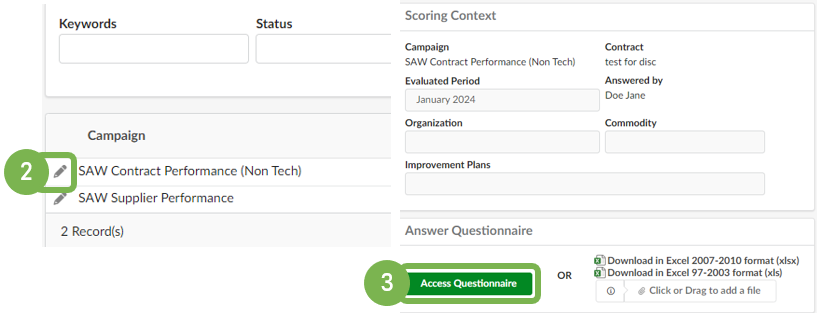 Keywords
Status
Campaign
2
SAW Contract Performance (Non Tech)
SAW Supplier Performance
2 Record(s)
Scoring Context
Campaign
Contract
SAW Contract Performance (Non Tech)
test for disc
Evaluated Period
Answered by
January 2024
Doe Jane
Organization
Commodity
Improvement Plans
Answer Questionnaire
3
Access Questionnaire
OR
Download in Excel 2007-2010 format (xlsx)
Download in Excel 97-2003 format (xls)
Click or Drag to add a file